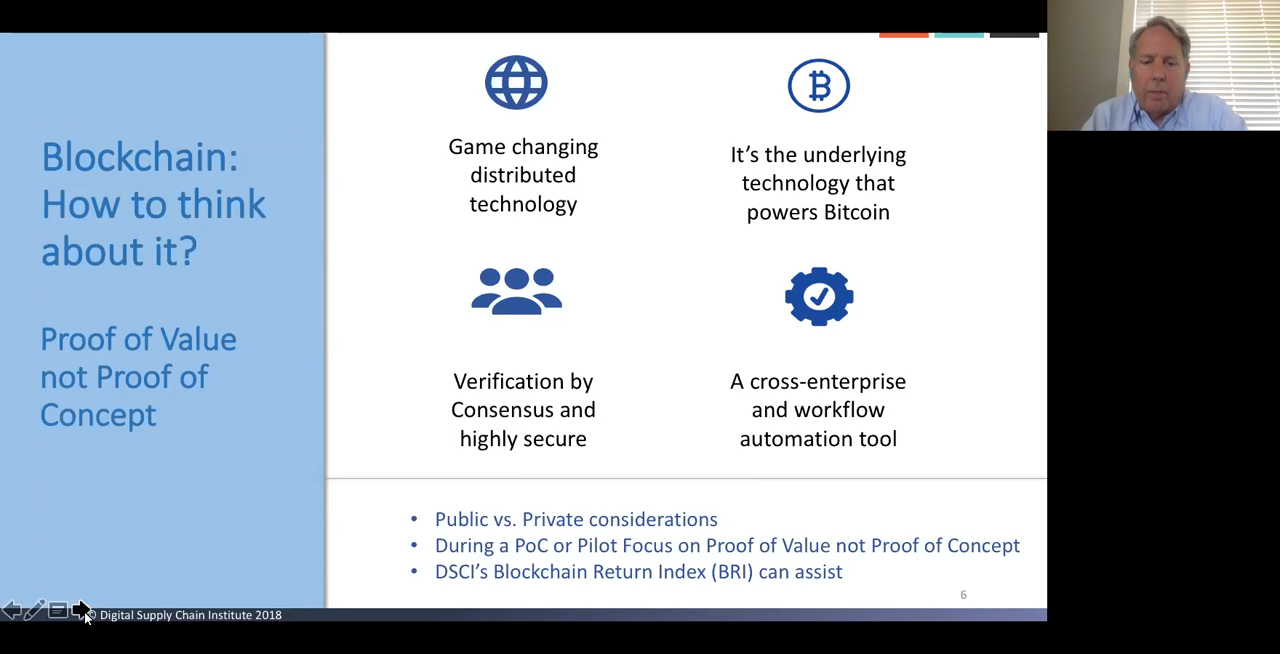 Blockchain:
How to think
about it?
Proof of Value
not Proof of
Concept
Game changing
distributed
technology
It’s the underlying
technology that
powers Bitcoin
Verification by
Consensus and
highly secure
A cross-enterprise
and workflow
automation tool
• Public vs. Private considerations
• During a PoC or Pilot Focus on Proof of Value not Proof of Concept
• DSCI’s Blockchain Return Index (BRI) can assist
6
© Digital Supply Chain Institute 2018